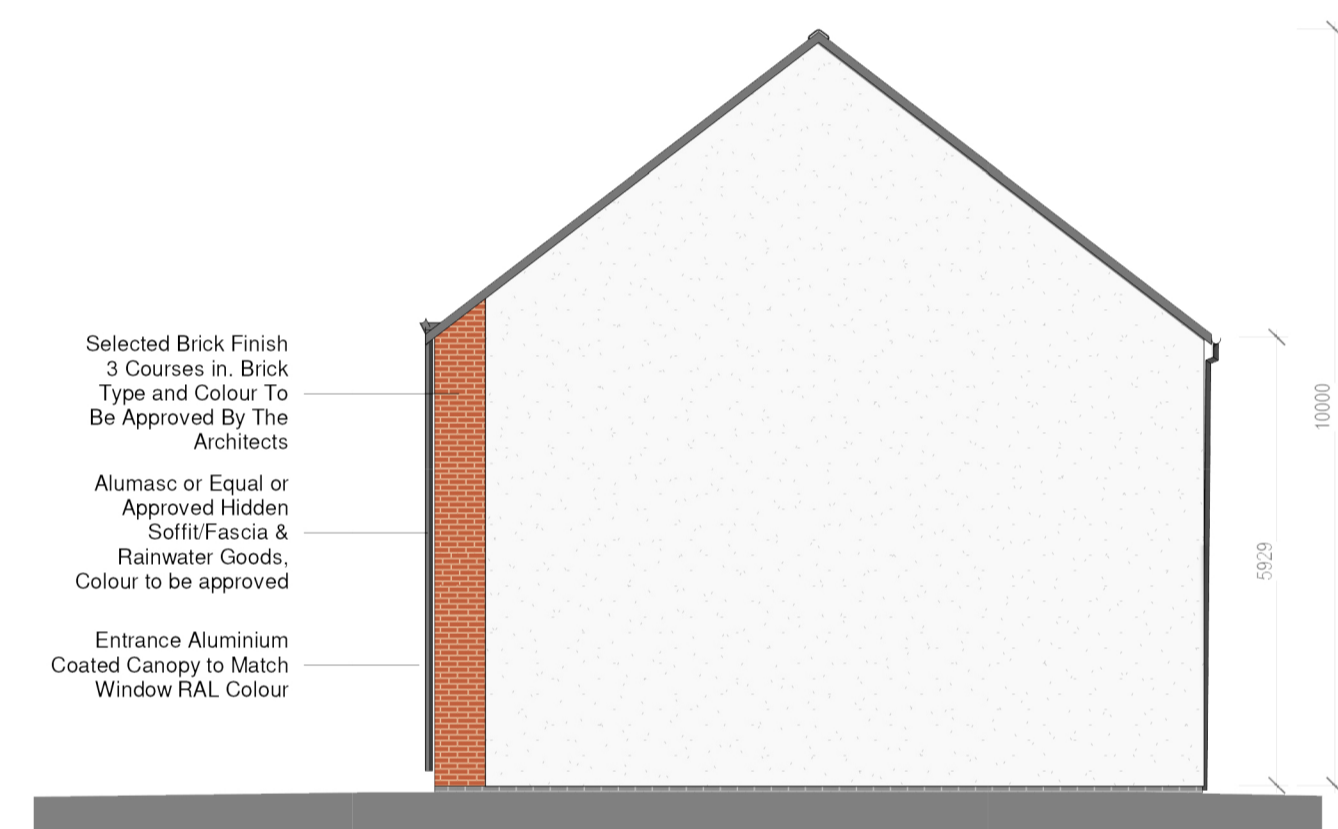 Selected Brick Finish
3 Courses in. Brick
Type and Colour To
Be Approved By The
Architects
Alumasc or Equal or
Approved Hidden
Soffit/Fascia &
Rainwater Goods,
Colour to be approved
Entrance Aluminium
Coated Canopy to Match
Window RAL Colour
5929
10000